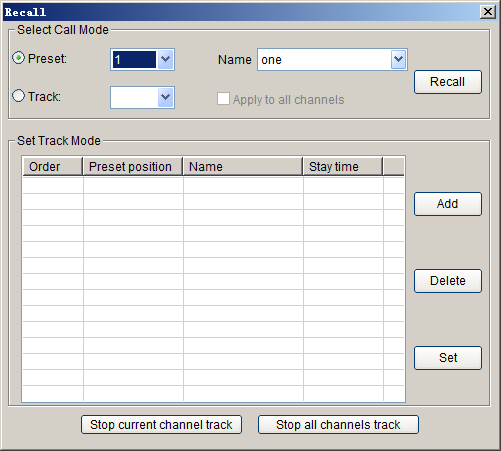 Recall
Select Call Mode
Preset: 1 Name one
Recall
Track: Apply to all channels
Set Track Mode
Order Preset position Name Stay time
Add
Delete
Set
Stop current channel track Stop all channels track